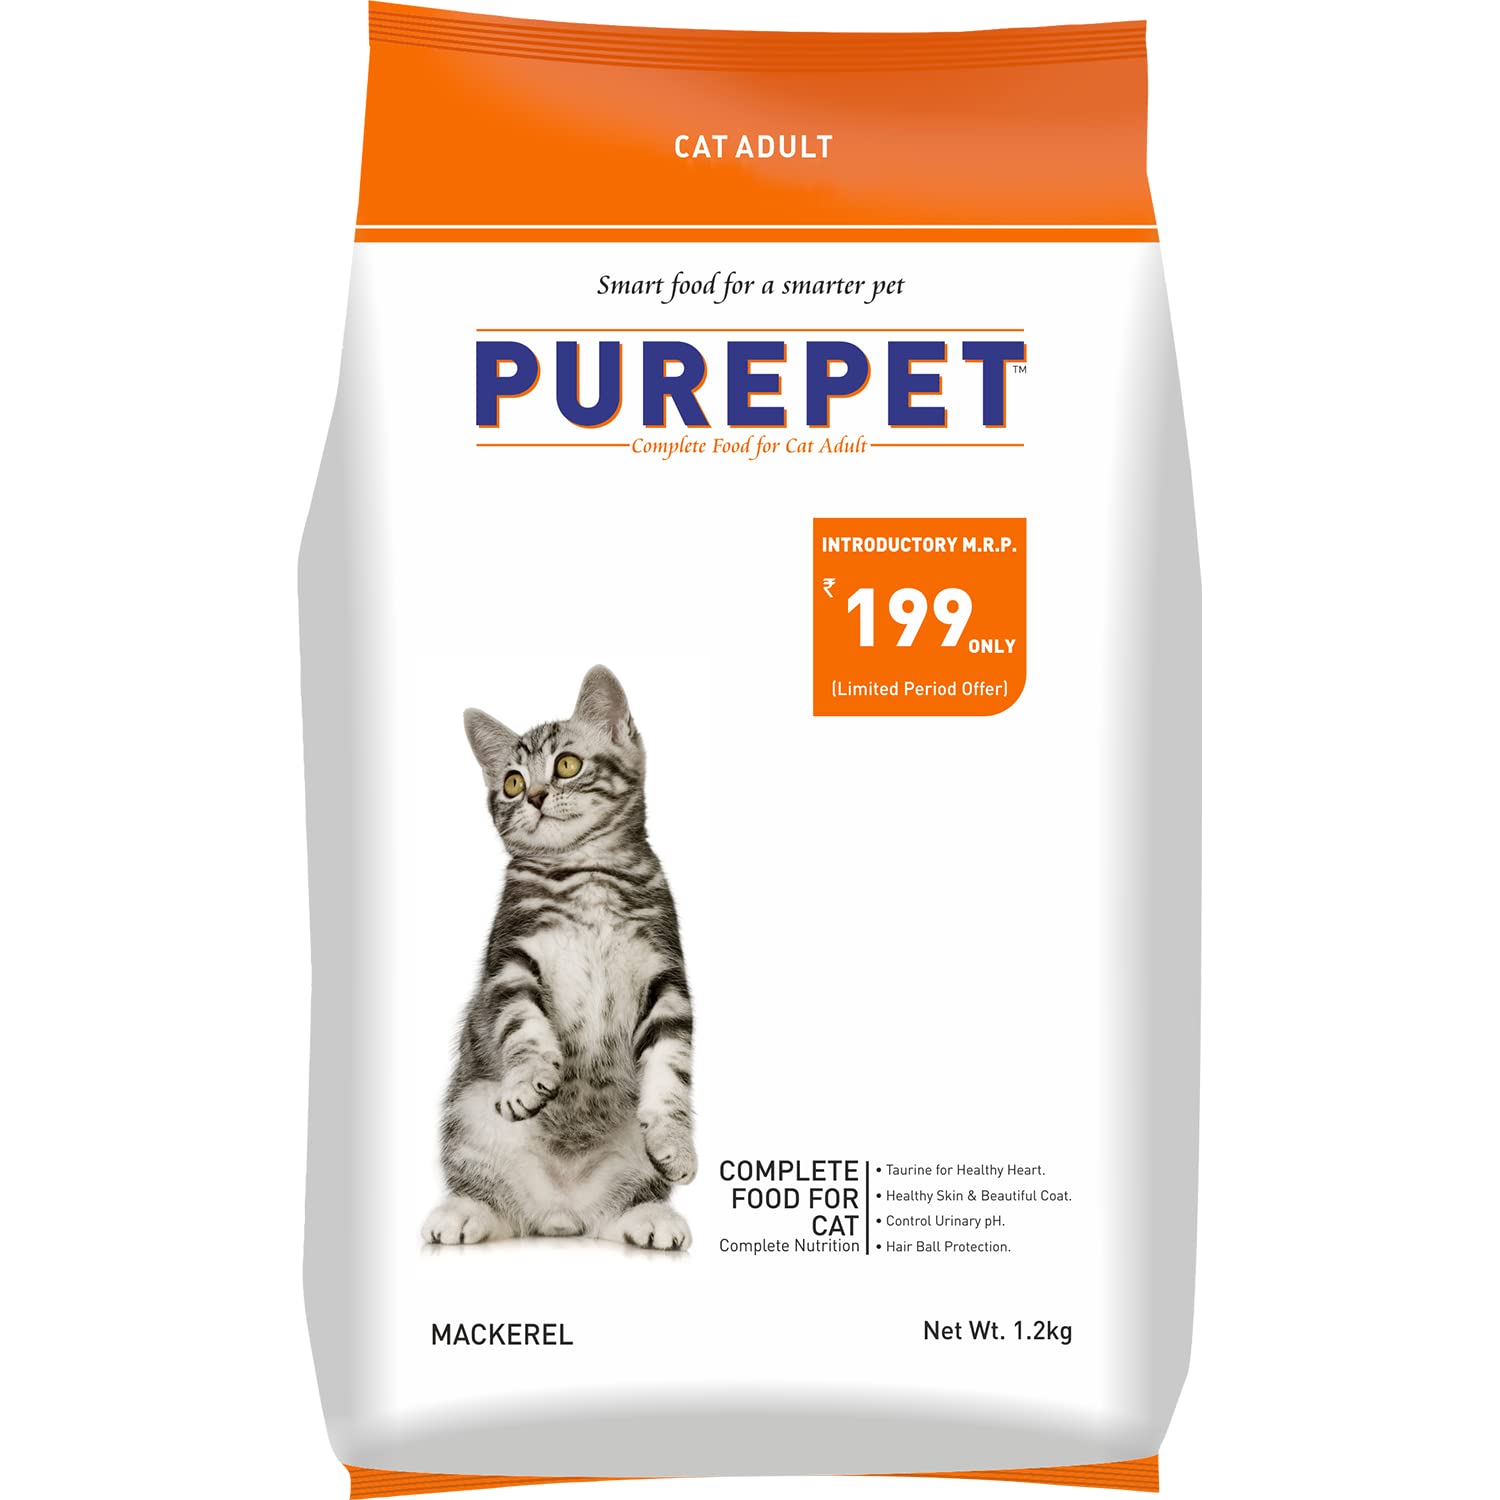 CAT ADULT
Smart food for a smarter pet
PUREPET™
Complete Food for Cat Adult
INTRODUCTORY M.R.P.
₹ 199 ONLY
(Limited Period Offer)
COMPLETE
FOOD FOR
CAT
Complete Nutrition
• Taurine for Healthy Heart.
• Healthy Skin & Beautiful Coat.
• Control Urinary pH.
• Hair Ball Protection.
MACKEREL
Net Wt. 1.2kg